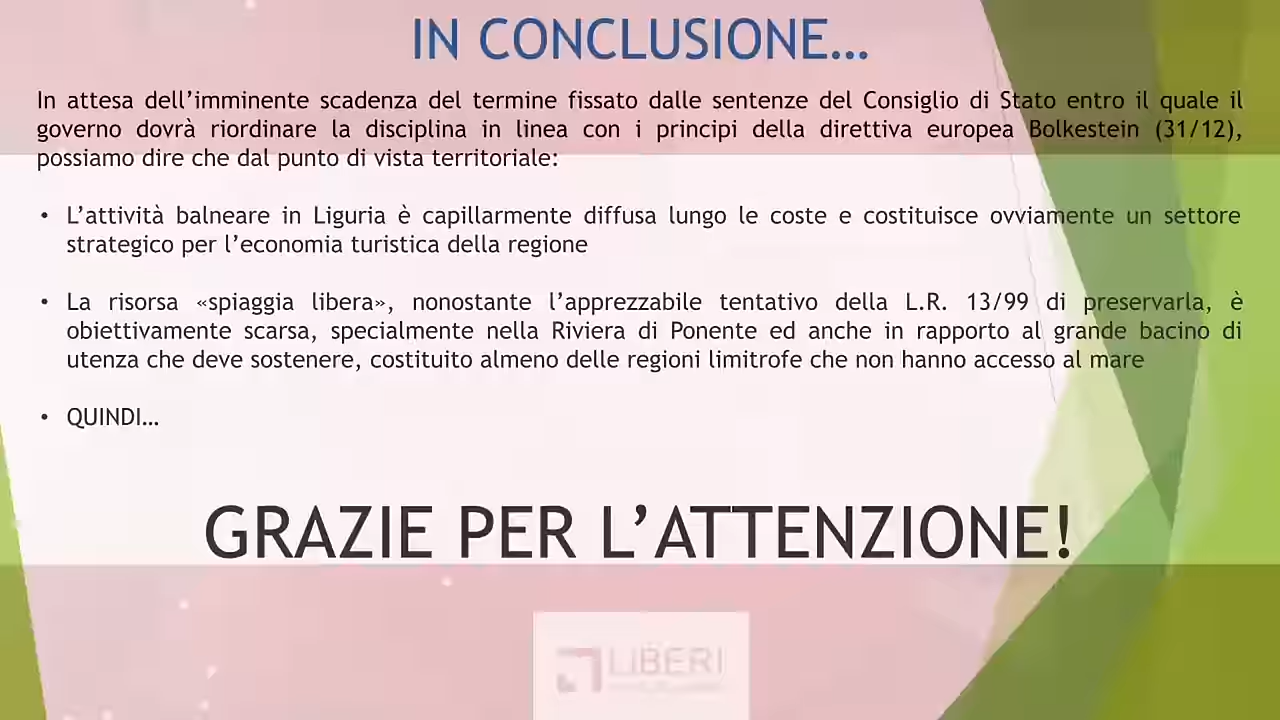 IN CONCLUSIONE…
In attesa dell’imminente scadenza del termine fissato dalle sentenze del Consiglio di Stato entro il quale il
governo dovrà riordinare la disciplina in linea con i principi della direttiva europea Bolkestein (31/12),
possiamo dire che dal punto di vista territoriale:
• L’attività balneare in Liguria è capillarmente diffusa lungo le coste e costituisce ovviamente un settore
strategico per l’economia turistica della regione
• La risorsa «spiaggia libera», nonostante l’apprezzabile tentativo della L.R. 13/99 di preservarla, è
obiettivamente scarsa, specialmente nella Riviera di Ponente ed anche in rapporto al grande bacino di
utenza che deve sostenere, costituito almeno delle regioni limitrofe che non hanno accesso al mare
• QUINDI…
GRAZIE PER L’ATTENZIONE!
LIBERI